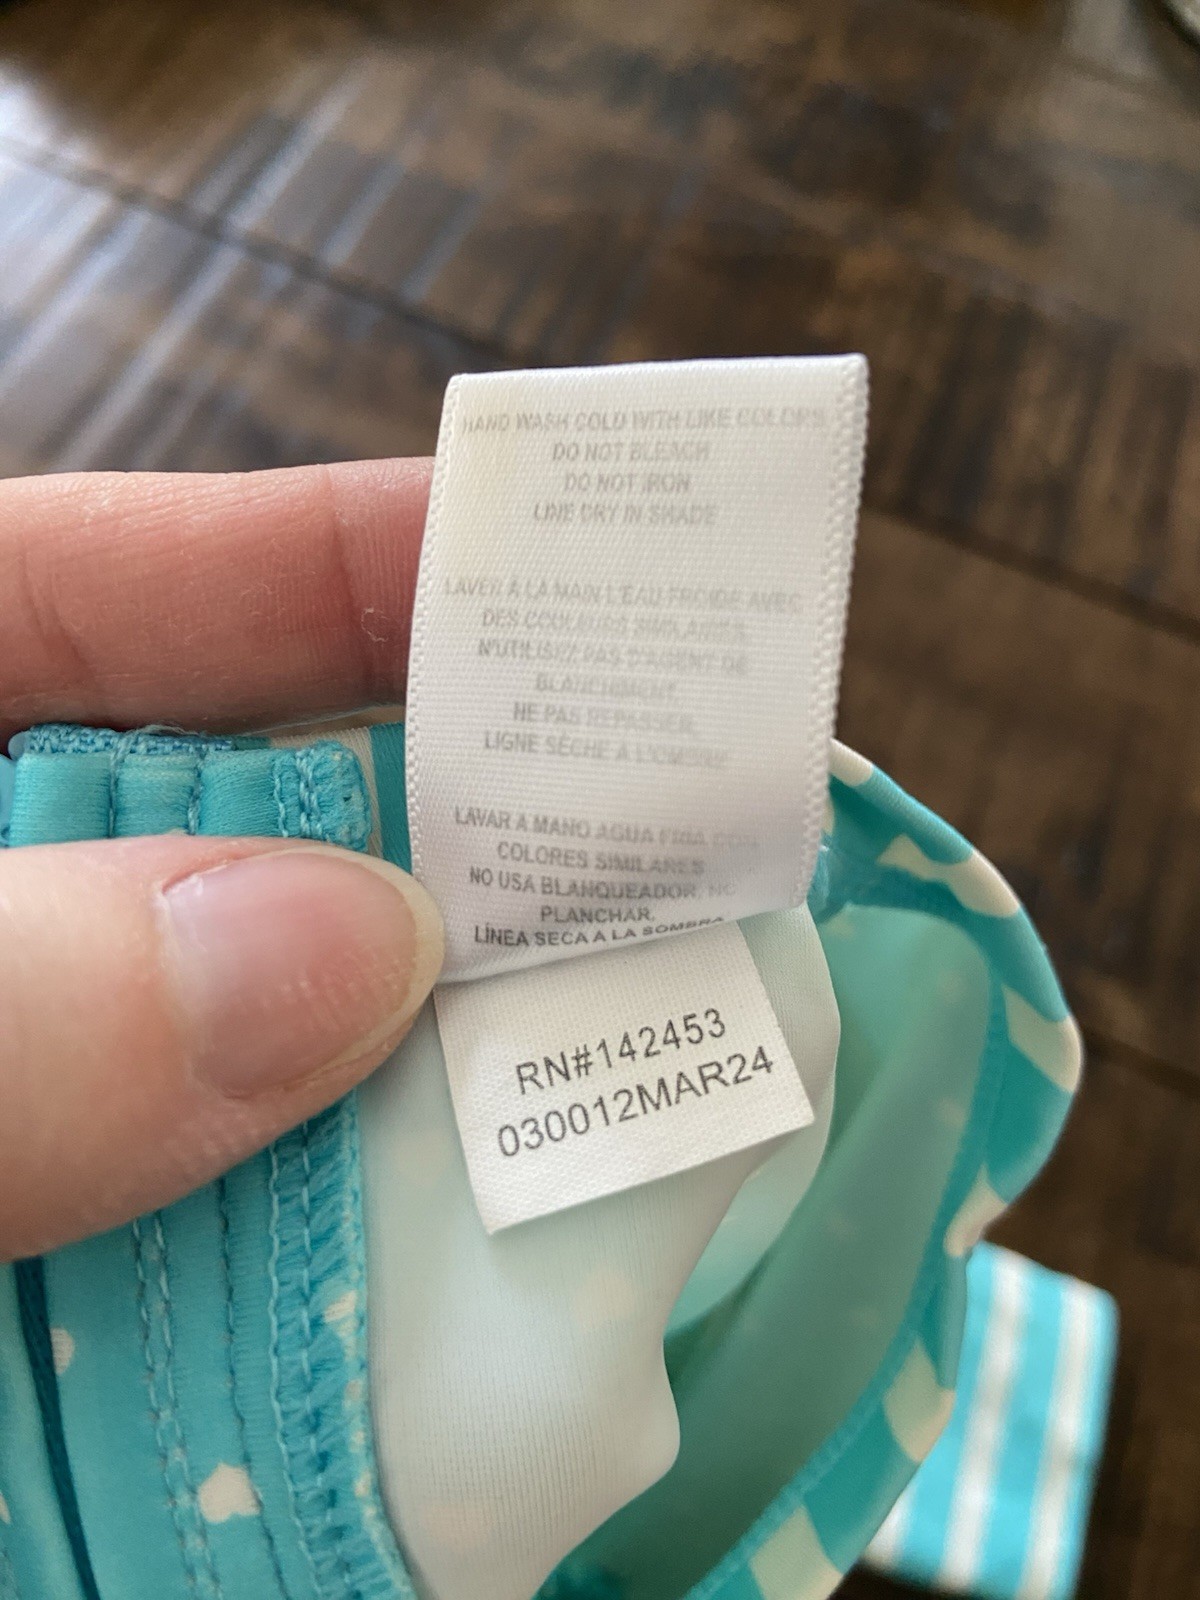 HAND WASH COLD WITH LIKE COLORS
DO NOT BLEACH
DO NOT IRON
LINE DRY IN SHADE
LAVER À LA MAIN L'EAU FROIDE AVEC
DES COULEURS SIMILAIRES.
N'UTILISEZ PAS D'AGENT DE
BLANCHIMENT.
NE PAS REPASSER.
LIGNE SÈCHE À L'OMBRE
LAVAR A MANO AGUA FRIA CON
COLORES SIMILARES
NO USA BLANQUEADOR. NO
PLANCHAR.
LÍNEA SECA A LA SOMBRA
RN#142453
030012MAR24